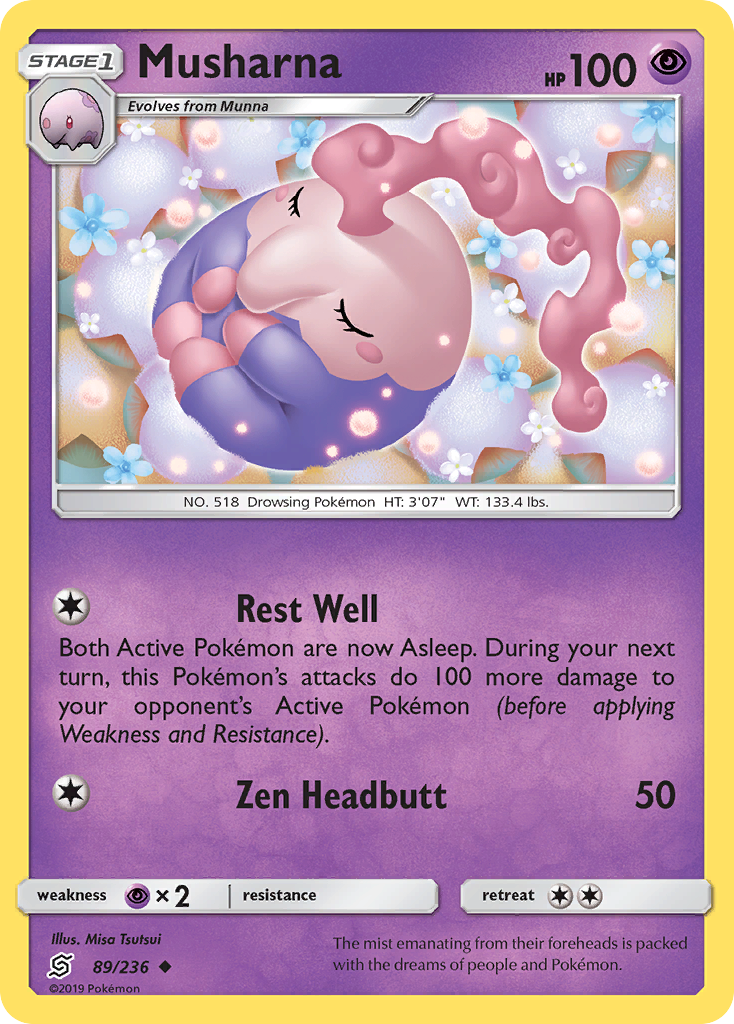 STAGE1
Musharna
HP 100
Evolves from Munna
NO. 518 Drowsing Pokémon HT: 3'07" WT: 133.4 lbs.
Rest Well
Both Active Pokémon are now Asleep. During your next
turn, this Pokémon's attacks do 100 more damage to
your opponent's Active Pokémon (before applying
Weakness and Resistance).
Zen Headbutt 50
weakness ×2 resistance retreat
Illus. Misa Tsutsui
89/236
©2019 Pokémon
The mist emanating from their foreheads is packed
with the dreams of people and Pokémon.